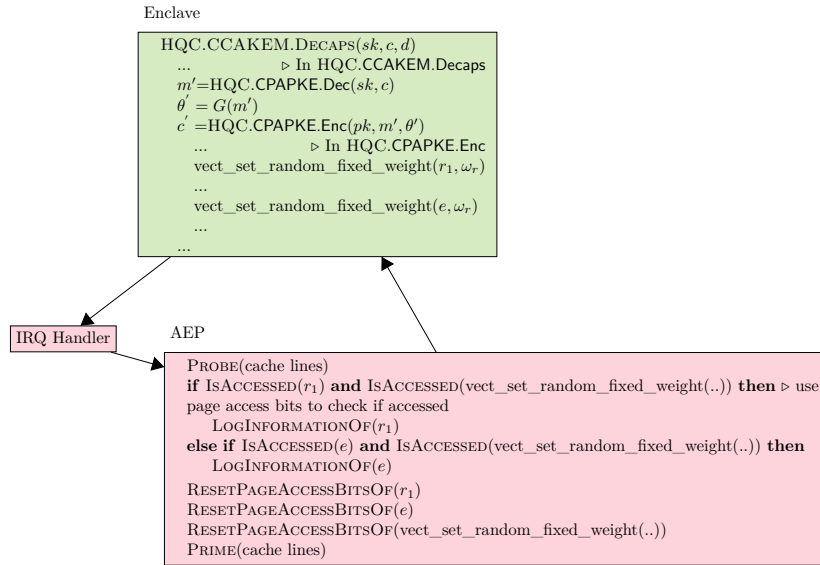 Enclave
HQC.CCAKEM.DECAPS(sk, c, d)
... ▷ In HQC.CCAKEM.Decaps
m′=HQC.CPAPKE.Dec(sk, c)
θ′ = G(m′)
c′ =HQC.CPAPKE.Enc(pk, m′, θ′)
... ▷ In HQC.CPAPKE.Enc
vect_set_random_fixed_weight(r₁, ωᵣ)
...
vect_set_random_fixed_weight(e, ωᵣ)
...
...
IRQ Handler
AEP
PROBE(cache lines)
if ISACCESSED(r₁) and ISACCESSED(vect_set_random_fixed_weight(..)) then ▷ use
page access bits to check if accessed
LOGINFORMATIONOF(r₁)
else if ISACCESSED(e) and ISACCESSED(vect_set_random_fixed_weight(..)) then
LOGINFORMATIONOF(e)
RESETPAGEACCESSBITSOF(r₁)
RESETPAGEACCESSBITSOF(e)
RESETPAGEACCESSBITSOF(vect_set_random_fixed_weight(..))
PRIME(cache lines)